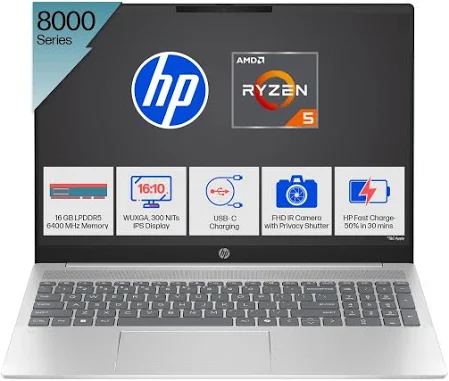 8000
Series
hp
AMD
RYZEN
5
16:10
16 GB LPDDR5
6400 MHz Memory
WUXGA, 300 NITs
IPS Display
USB-C
Charging
FHD IR Camera
with Privacy Shutter
HP Fast Charge-
50% in 30 mins
hp